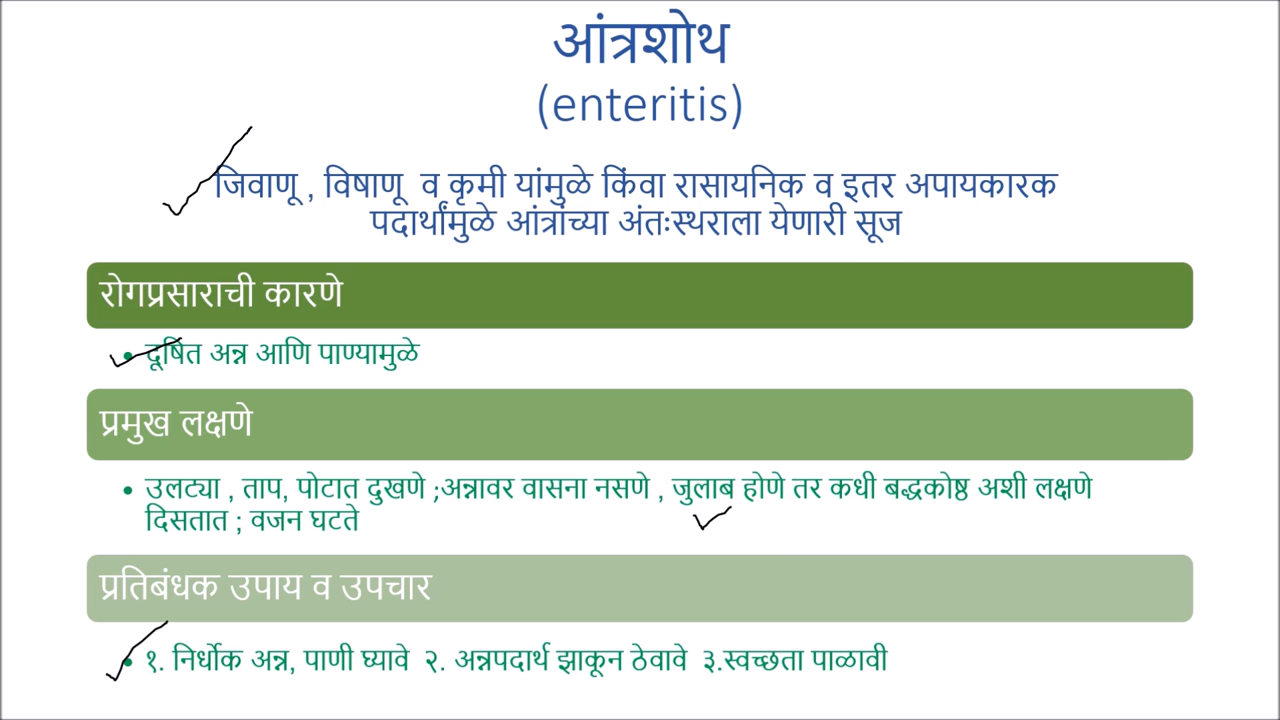 आंत्रशोथ
(enteritis)
जिवाणू , विषाणू व कृमी यांमुळे किंवा रासायनिक व इतर अपायकारक
पदार्थांमुळे आंत्रांच्या अंतःस्थराला येणारी सूज
रोगप्रसाराची कारणे
• दूषित अन्न आणि पाण्यामुळे
प्रमुख लक्षणे
• उलट्या , ताप, पोटात दुखणे ;अन्नावर वासना नसणे , जुलाब होणे तर कधी बद्धकोष्ठ अशी लक्षणे
दिसतात ; वजन घटते
प्रतिबंधक उपाय व उपचार
• १. निर्धोक अन्न, पाणी घ्यावे २. अन्नपदार्थ झाकून ठेवावे ३.स्वच्छता पाळावी